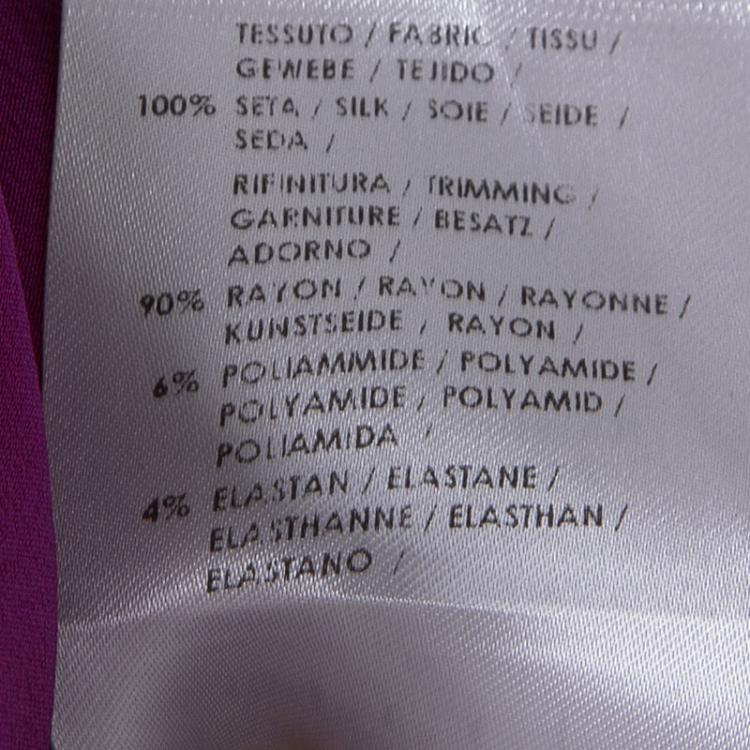 TESSUTO / FABRIC / TISSU /
GEWEBE / TEJIDO /
100% SETA / SILK / SOIE / SEIDE /
SEDA /
RIFINITURA / TRIMMING /
GARNITURE / BESATZ /
ADORNO /
90% RAYON / RAYON / RAYONNE /
KUNSTSEIDE / RAYON /
6% POLIAMMIDE / POLYAMIDE /
POLYAMIDE / POLYAMID /
POLIAMIDA /
4% ELASTAN / ELASTANE /
ELASTHANNE / ELASTHAN /
ELASTANO /